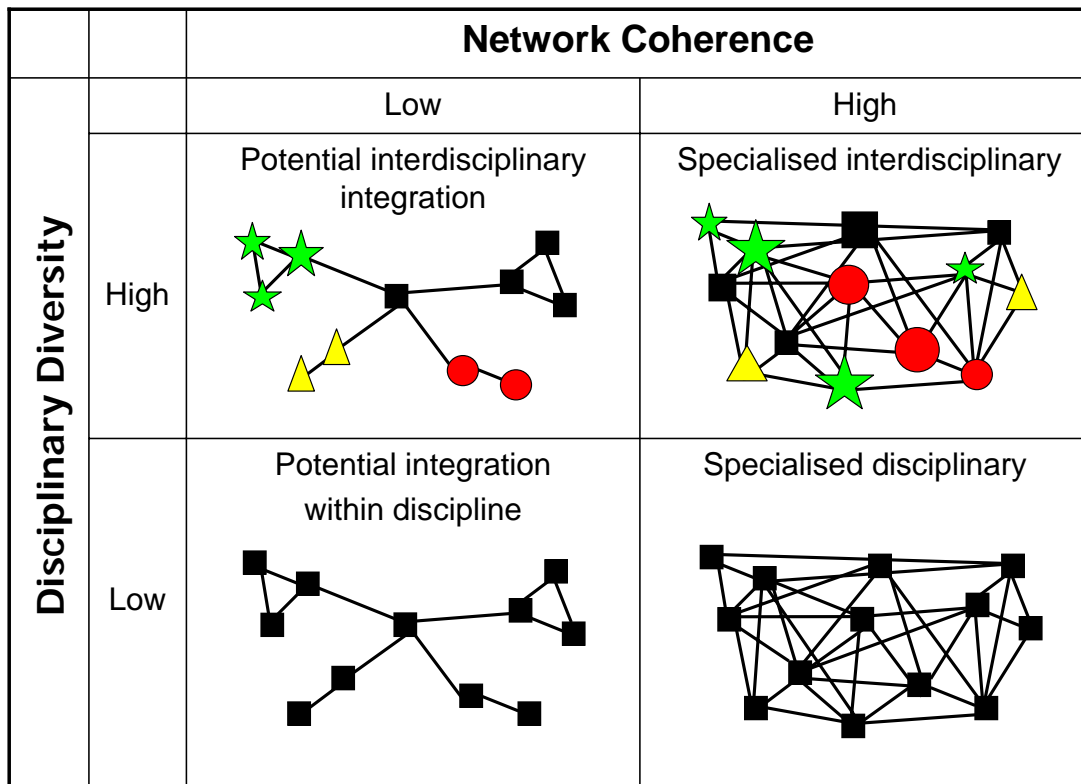 Network Coherence
Low
High
Disciplinary Diversity
High
Potential interdisciplinary
integration
Specialised interdisciplinary
Low
Potential integration
within discipline
Specialised disciplinary